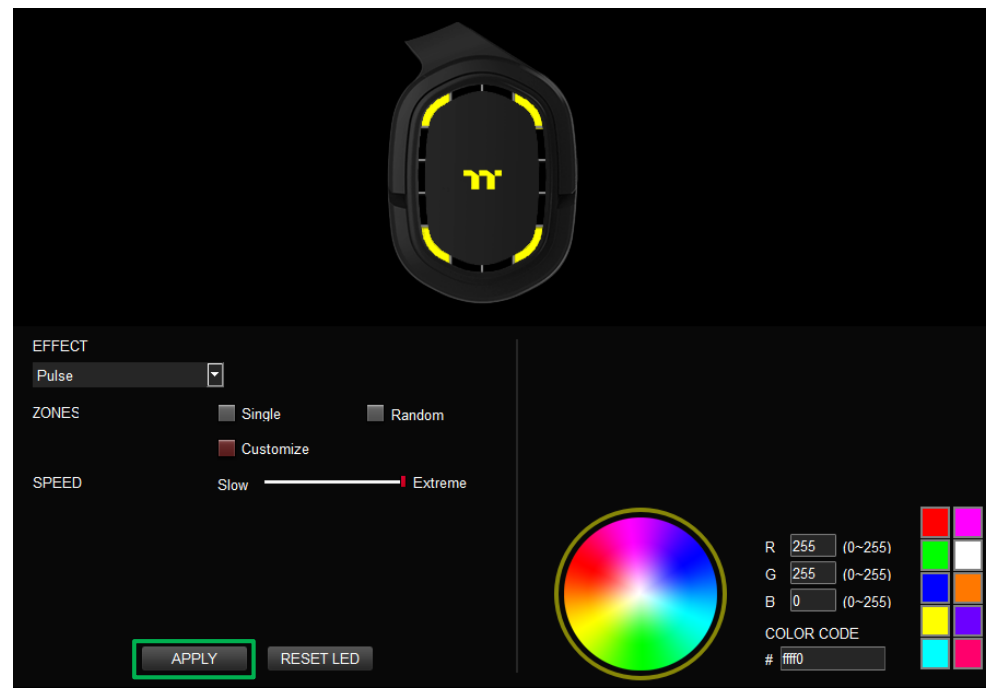 EFFECT
Pulse
ZONES
Single
Random
Customize
SPEED
Slow
Extreme
R 255 (0~255)
G 255 (0~255)
B 0 (0~255)
COLOR CODE
# ffff0
APPLY
RESET LED